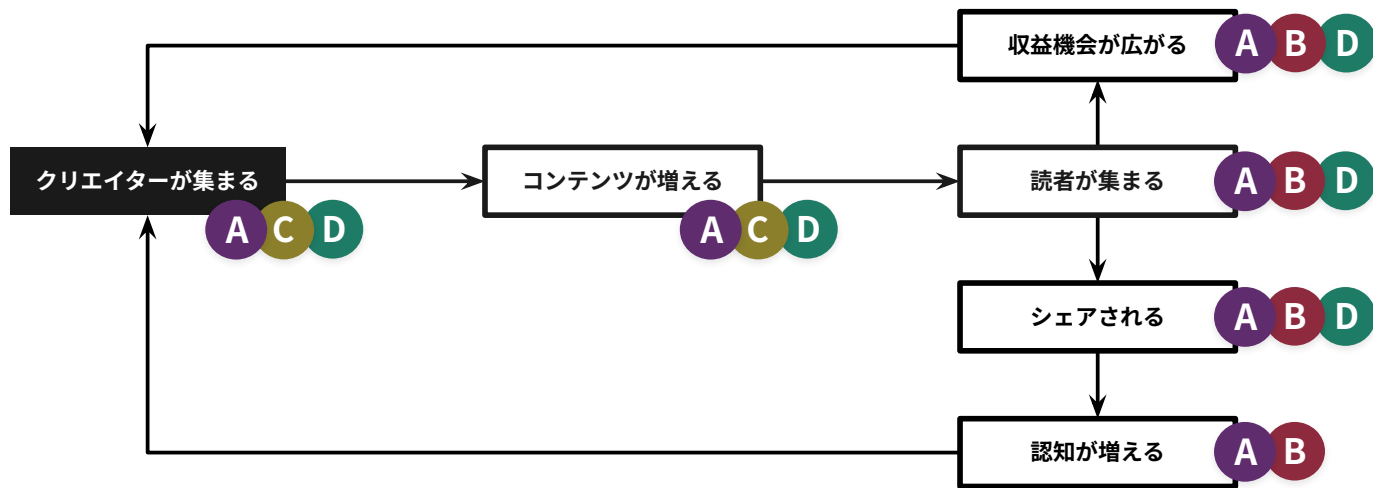 収益機会が広がる
A B D
クリエイターが集まる
A C D
コンテンツが増える
A C D
読者が集まる
A B D
シェアされる
A B D
認知が増える
A B